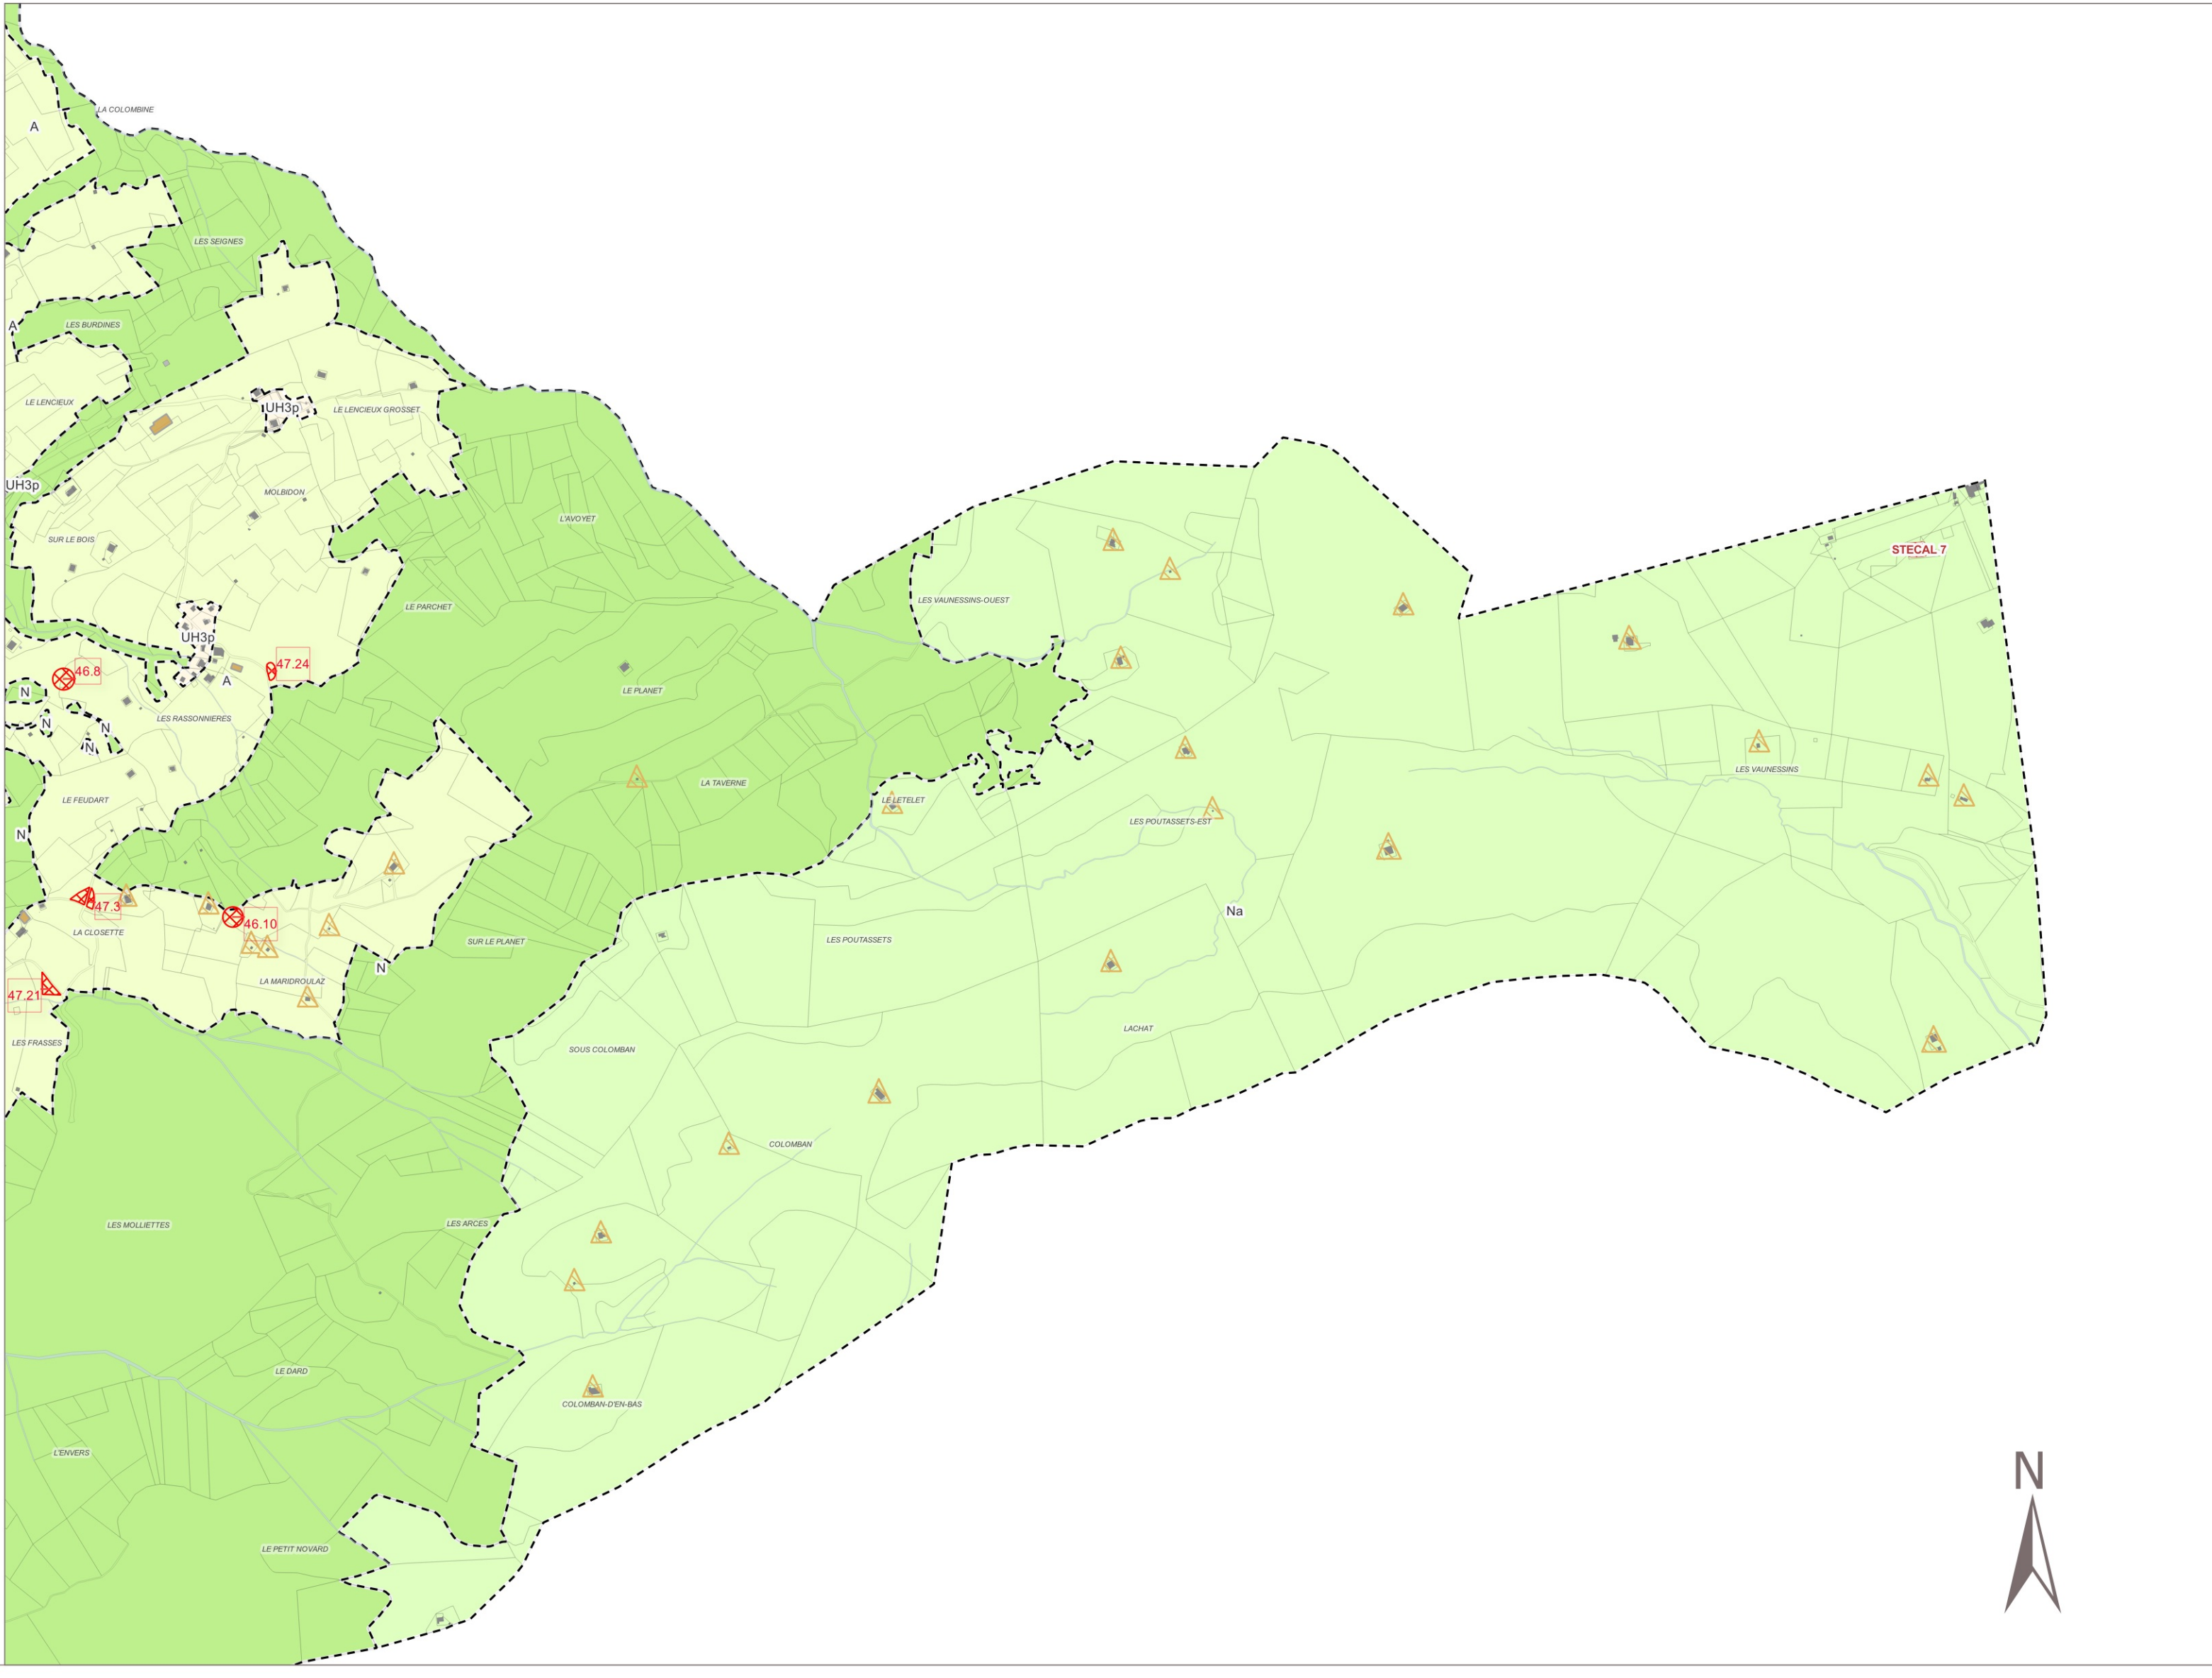 LA COLOMBINE
A
LES SEIGNES
A
LES BURDINES
LE LENCIEUX
UH3p
LE LENCIEUX GROSSET
UH3p
MOLBIDON
L'AVOYET
SUR LE BOIS
STECAL 7
LES VAUNESSINS-OUEST
LE PARCHET
UH3p
47.24
46.8
A
N
LE PLANET
LES RASSONNIERES
N
N
N
LES VAUNESSINS
LA TAVERNE
LE FEUDART
LE LETELET
LES POUTASSETS-EST
N
47.3
Na
46.10
LA CLOSETTE
SUR LE PLANET
LES POUTASSETS
N
LA MARIDROULAZ
47.21
LACHAT
LES FRASSES
SOUS COLOMBAN
COLOMBAN
LES MOLLIETTES
LES ARCES
LE DARD
COLOMBAN-D'EN-BAS
L'ENVERS
N
LE PETIT NOVARD